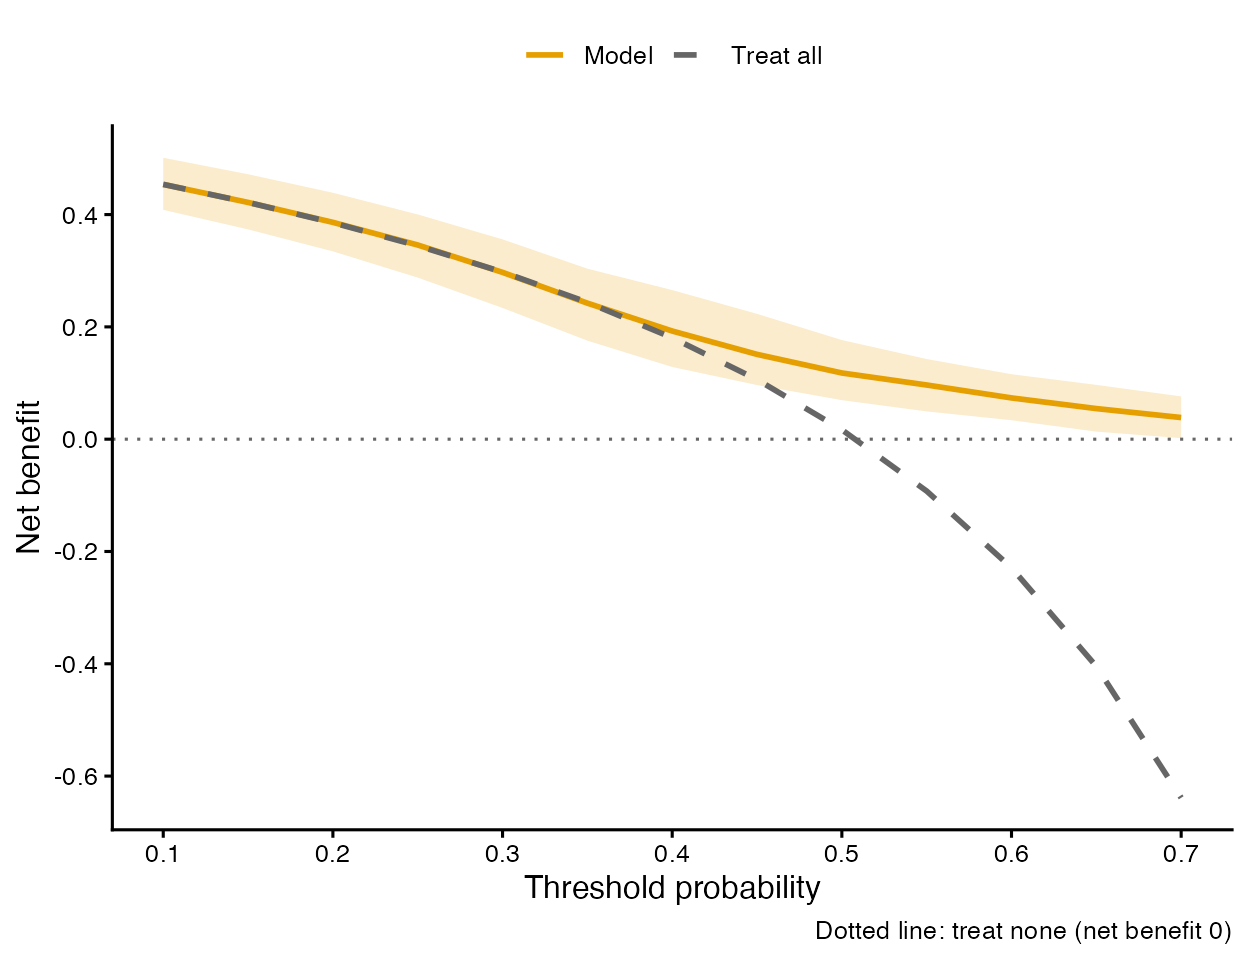 Model Treat all
0.4
0.2
0.0
-0.2
-0.4
-0.6
Net benefit
0.1 0.2 0.3 0.4 0.5 0.6 0.7
Threshold probability
Dotted line: treat none (net benefit 0)